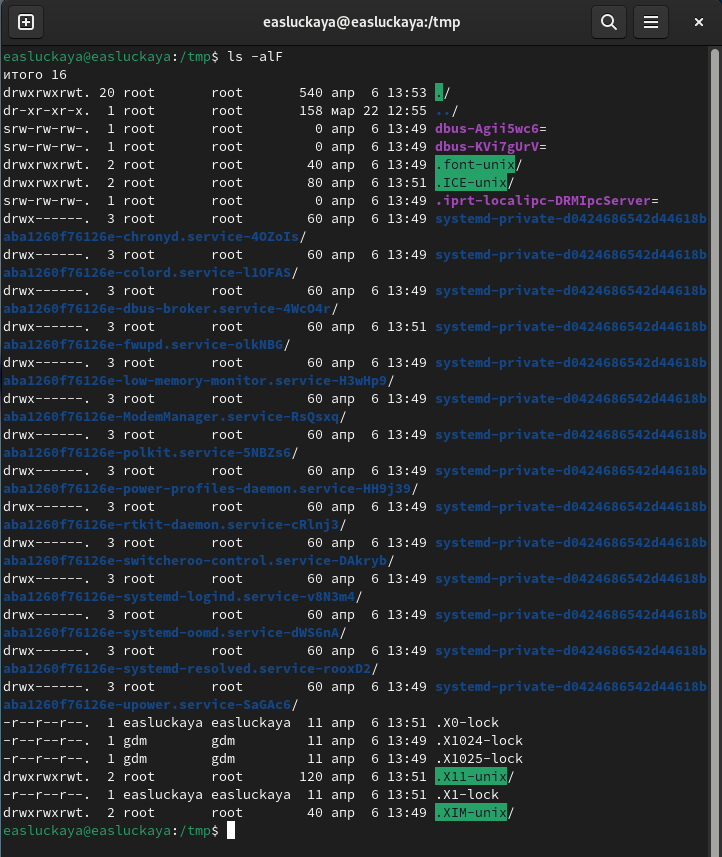 easluckaya@easluckaya:/tmp
easluckaya@easluckaya:/tmp$ ls -alF
итого 16
drwxrwxrwt. 20 root       root       540 апр  6 13:53 ./
dr-xr-xr-x.  1 root       root       158 мар 22 12:55 ../
srw-rw-rw-.  1 root       root         0 апр  6 13:49 dbus-Agii5wc6=
srw-rw-rw-.  1 root       root         0 апр  6 13:49 dbus-KVi7gUrV=
drwxrwxrwt.  2 root       root        40 апр  6 13:49 .font-unix/
drwxrwxrwt.  2 root       root        80 апр  6 13:51 .ICE-unix/
srw-rw-rw-.  1 root       root         0 апр  6 13:49 .iprt-localipc-DRMIpcServer=
drwx------.  3 root       root        60 апр  6 13:49 systemd-private-d0424686542d44618b
aba1260f76126e-chronyd.service-4OZoIs/
drwx------.  3 root       root        60 апр  6 13:49 systemd-private-d0424686542d44618b
aba1260f76126e-colord.service-l1OFAS/
drwx------.  3 root       root        60 апр  6 13:49 systemd-private-d0424686542d44618b
aba1260f76126e-dbus-broker.service-4WcO4r/
drwx------.  3 root       root        60 апр  6 13:51 systemd-private-d0424686542d44618b
aba1260f76126e-fwupd.service-olkNBG/
drwx------.  3 root       root        60 апр  6 13:49 systemd-private-d0424686542d44618b
aba1260f76126e-low-memory-monitor.service-H3wHp9/
drwx------.  3 root       root        60 апр  6 13:49 systemd-private-d0424686542d44618b
aba1260f76126e-ModemManager.service-RsQsxq/
drwx------.  3 root       root        60 апр  6 13:49 systemd-private-d0424686542d44618b
aba1260f76126e-polkit.service-5NBZs6/
drwx------.  3 root       root        60 апр  6 13:49 systemd-private-d0424686542d44618b
aba1260f76126e-power-profiles-daemon.service-HH9j39/
drwx------.  3 root       root        60 апр  6 13:49 systemd-private-d0424686542d44618b
aba1260f76126e-rtkit-daemon.service-cRlnj3/
drwx------.  3 root       root        60 апр  6 13:49 systemd-private-d0424686542d44618b
aba1260f76126e-switcheroo-control.service-DAkryb/
drwx------.  3 root       root        60 апр  6 13:49 systemd-private-d0424686542d44618b
aba1260f76126e-systemd-logind.service-v8N3m4/
drwx------.  3 root       root        60 апр  6 13:49 systemd-private-d0424686542d44618b
aba1260f76126e-systemd-oomd.service-dWS6nA/
drwx------.  3 root       root        60 апр  6 13:49 systemd-private-d0424686542d44618b
aba1260f76126e-systemd-resolved.service-rooxD2/
drwx------.  3 root       root        60 апр  6 13:49 systemd-private-d0424686542d44618b
aba1260f76126e-upower.service-SaGAc6/
-r--r--r--.  1 easluckaya easluckaya  11 апр  6 13:51 .X0-lock
-r--r--r--.  1 gdm        gdm         11 апр  6 13:49 .X1024-lock
-r--r--r--.  1 gdm        gdm         11 апр  6 13:49 .X1025-lock
drwxrwxrwt.  2 root       root       120 апр  6 13:51 .X11-unix/
-r--r--r--.  1 easluckaya easluckaya  11 апр  6 13:51 .X1-lock
drwxrwxrwt.  2 root       root        40 апр  6 13:49 .XIM-unix/
easluckaya@easluckaya:/tmp$